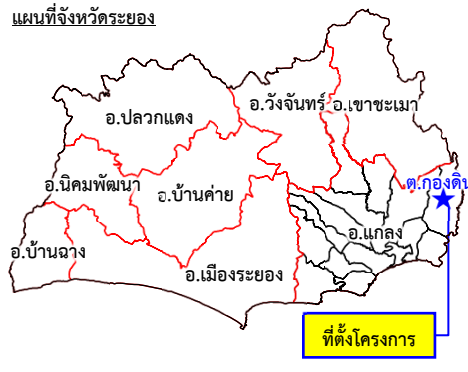 แผนที่จังหวัดระยอง
อ.วังจันทร์ อ.เขาชะเมา
อ.ปลวกแดง
ต.กองดิน
อ.นิคมพัฒนา
อ.บ้านค่าย
อ.แกลง
อ.บ้านฉาง
อ.เมืองระยอง
ที่ตั้งโครงการ